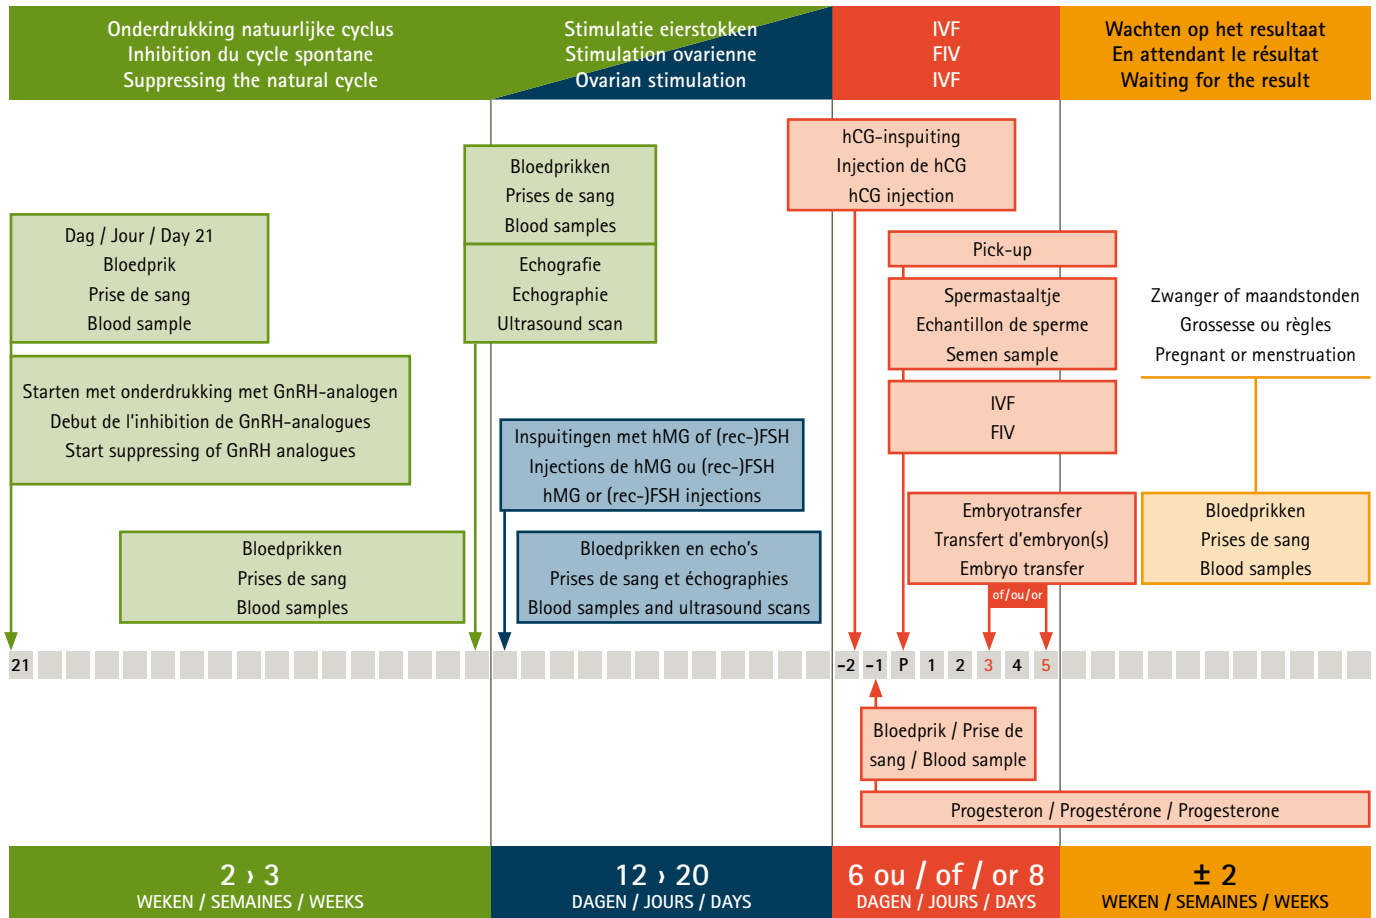 Onderdrukking natuurlijke cyclus
Inhibition du cycle spontane
Suppressing the natural cycle
Stimulatie eierstokken
Stimulation ovarienne
Ovarian stimulation
IVF
FIV
IVF
Wachten op het resultaat
En attendant le résultat
Waiting for the result
Dag / Jour / Day 21
Bloedprik
Prise de sang
Blood sample
Starten met onderdrukking met GnRH-analogen
Debut de l'inhibition de GnRH-analogues
Start suppressing of GnRH analogues
Bloedprikken
Prises de sang
Blood samples
Bloedprikken
Prises de sang
Blood samples
Echografie
Echographie
Ultrasound scan
Inspuitingen met hMG of (rec-)FSH
Injections de hMG ou (rec-)FSH
hMG or (rec-)FSH injections
Bloedprikken en echo's
Prises de sang et échographies
Blood samples and ultrasound scans
hCG-inspuiting
Injection de hCG
hCG injection
Pick-up
Spermastaaltje
Echantillon de sperme
Semen sample
IVF
FIV
Embryotransfer
Transfert d'embryon(s)
Embryo transfer
of/ou/or
Zwanger of maandstonden
Grossesse ou règles
Pregnant or menstruation
Bloedprikken
Prises de sang
Blood samples
21 -2 -1 P 1 2 3 4 5
Bloedprik / Prise de
sang / Blood sample
Progesteron / Progestérone / Progesterone
2 › 3
WEKEN / SEMAINES / WEEKS
12 › 20
DAGEN / JOURS / DAYS
6 ou / of / or 8
DAGEN / JOURS / DAYS
± 2
WEKEN / SEMAINES / WEEKS